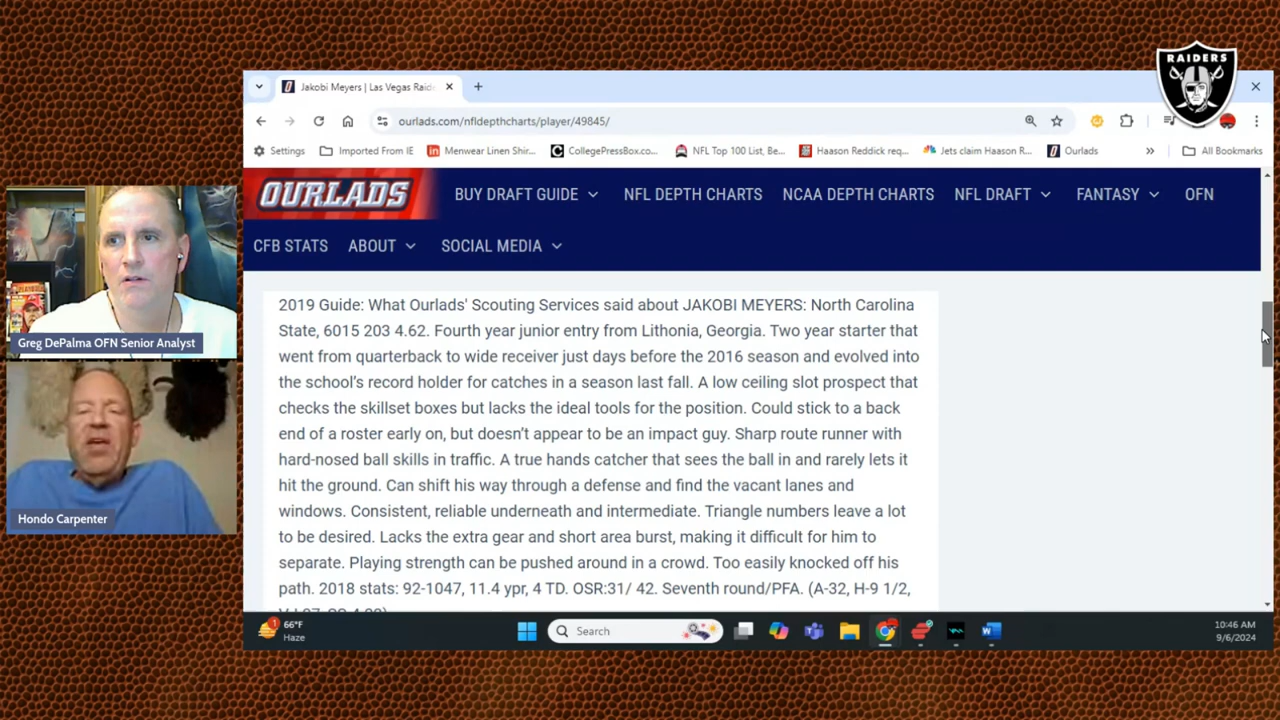 RAIDERS
Jakobi Meyers | Las Vegas Raid
ourlads.com/nfldepthcharts/player/49845/
Settings
Imported From IE
Menwear Linen Shir...
CollegePressBox.co...
NFL Top 100 List, Be...
Haason Reddick req...
Jets claim Haason R...
Ourlads
All Bookmarks
OURLADS
BUY DRAFT GUIDE
NFL DEPTH CHARTS
NCAA DEPTH CHARTS
NFL DRAFT
FANTASY
OFN
CFB STATS
ABOUT
SOCIAL MEDIA
2019 Guide: What Ourlads' Scouting Services said about JAKOBI MEYERS: North Carolina
State, 6015 203 4.62. Fourth year junior entry from Lithonia, Georgia. Two year starter that
went from quarterback to wide receiver just days before the 2016 season and evolved into
the school's record holder for catches in a season last fall. A low ceiling slot prospect that
checks the skillset boxes but lacks the ideal tools for the position. Could stick to a back
end of a roster early on, but doesn't appear to be an impact guy. Sharp route runner with
hard-nosed ball skills in traffic. A true hands catcher that sees the ball in and rarely lets it
hit the ground. Can shift his way through a defense and find the vacant lanes and
windows. Consistent, reliable underneath and intermediate. Triangle numbers leave a lot
to be desired. Lacks the extra gear and short area burst, making it difficult for him to
separate. Playing strength can be pushed around in a crowd. Too easily knocked off his
path. 2018 stats: 92-1047, 11.4 ypr, 4 TD. OSR:31/ 42. Seventh round/PFA. (A-32, H-9 1/2,
Greg DePalma OFN Senior Analyst
Hondo Carpenter
1
66°F
Haze
Search
10:46 AM
9/6/2024